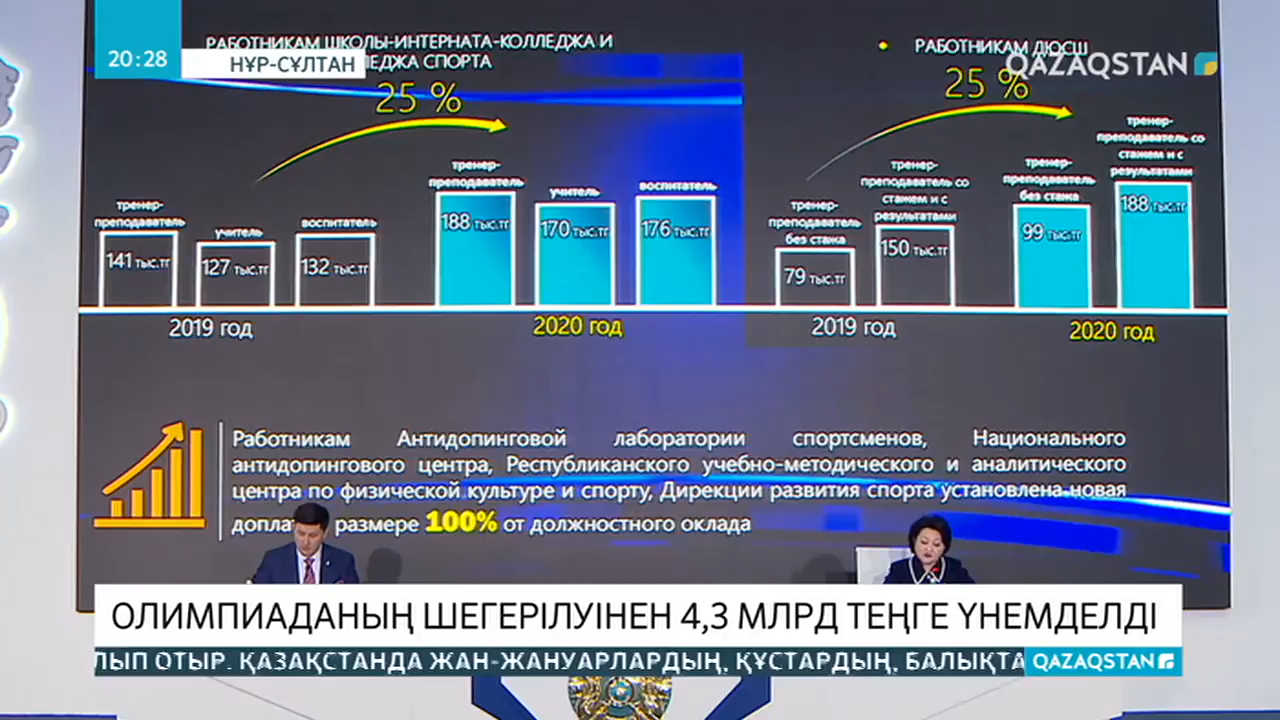 20:28
НҰР-СҰЛТАН
РАБОТНИКАМ ШКОЛЫ-ИНТЕРНАТА-КОЛЛЕДЖА И
ЛЕДЖА СПОРТА
25 %
тренер-
преподаватель
141 тыс.тг
учитель
127 тыс.тг
воспитатель
132 тыс.тг
2019 год
тренер-
преподаватель
188 тыс.тг
учитель
170 тыс.тг
воспитатель
176 тыс.тг
2020 год
РАБОТНИКАМ ДЮСШ
QAZAQSTAN
25 %
тренер-
преподаватель
без стажа
79 тыс.тг
тренер-
преподаватель со
стажем и с
результатами
150 тыс.тг
2019 год
тренер-
преподаватель
без стажа
99 тыс.тг
тренер-
преподаватель со
стажем и с
результатами
188 тыс.тг
2020 год
Работникам Антидопинговой лаборатории спортсменов, Национального
антидопингового центра, Республиканского учебно-методического и аналитического
центра по физической культуре и спорту, Дирекции развития спорта установлена новая
доплат размере 100% от должностного оклада
ОЛИМПИАДАНЫҢ ШЕГЕРІЛУІНЕН 4,3 МЛРД ТЕҢГЕ ҮНЕМДЕЛДІ
ЛЫП ОТЫР. ҚАЗАҚСТАНДА ЖАН-ЖАНУАРЛАРДЫҢ, ҚҰСТАРДЫҢ, БАЛЫҚТА
QAZAQSTAN